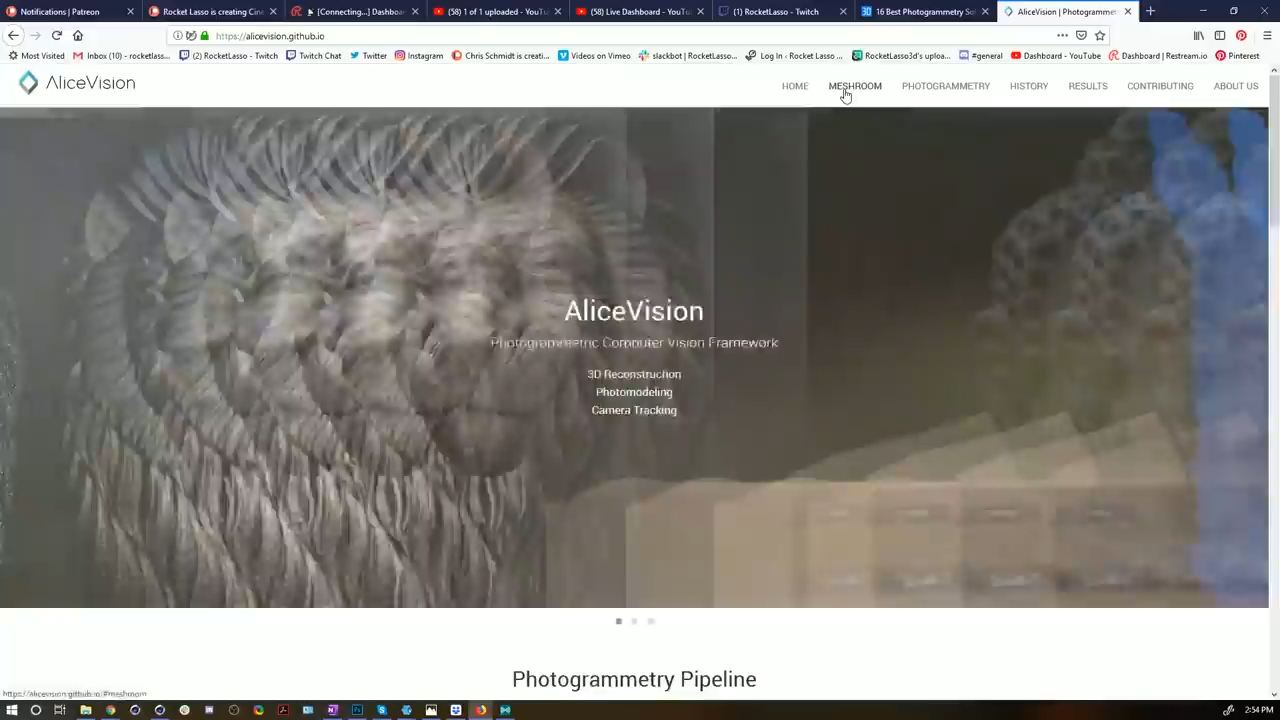 Notifications | Patreon
Rocket Lasso is creating Cine
[Connecting...] Dashboa
(58) 1 of 1 uploaded - YouTu
(58) Live Dashboard - YouTu
(1) RocketLasso - Twitch
16 Best Photogrammetry Sof
AliceVision | Photogramme
https://alicevision.github.io
Most Visited
Inbox (10) - rocketlass...
(2) RocketLasso - Twitch
Twitch Chat
Twitter
Instagram
Chris Schmidt is creati...
Videos on Vimeo
slackbot | RocketLasso...
Log In ‹ Rocket Lasso ...
RocketLasso3d's uploa...
#general
Dashboard - YouTube
Dashboard | Restream.io
Pinterest
AliceVision
HOME
MESHROOM
PHOTOGRAMMETRY
HISTORY
RESULTS
CONTRIBUTING
ABOUT US
AliceVision
Photogrammetric Computer Vision Framework
3D Reconstruction
Photomodeling
Camera Tracking
Photogrammetry Pipeline
https://alicevision.github.io/#meshroom
2:54 PM